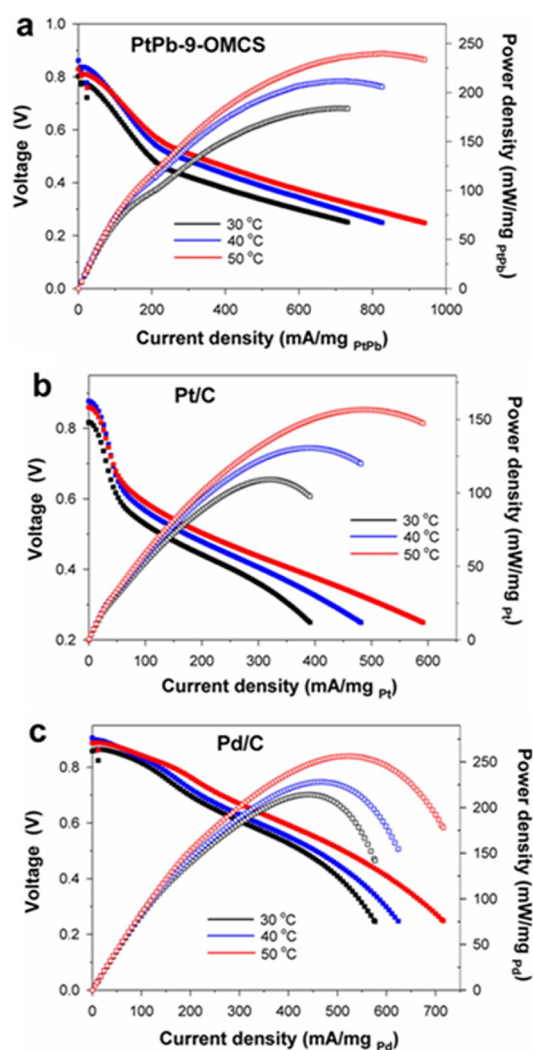 a
PtPb-9-OMCS
Voltage (V)
1.0
0.8
0.6
0.4
0.2
0.0
30 °C
40 °C
50 °C
250
200
150
100
50
0
Power density (mW/mg PtPb)
0 200 400 600 800 1000
Current density (mA/mg PtPb)
b
Pt/C
Voltage (V)
0.8
0.6
0.4
0.2
30 °C
40 °C
50 °C
150
100
50
0
Power density (mW/mg Pt)
0 100 200 300 400 500 600
Current density (mA/mg Pt)
c
Pd/C
Voltage (V)
0.8
0.6
0.4
0.2
0.0
30 °C
40 °C
50 °C
250
200
150
100
50
0
Power density (mW/mg Pd)
0 100 200 300 400 500 600 700
Current density (mA/mg Pd)